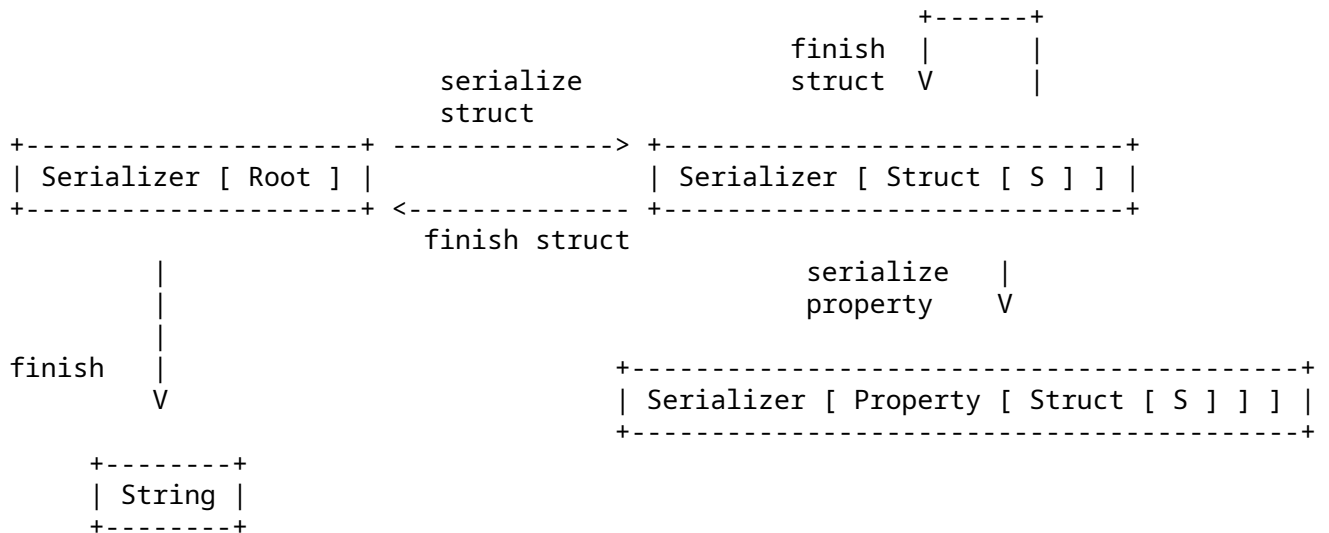 finish
struct
serialize
struct
Serializer [ Root ]
Serializer [ Struct [ S ] ]
finish struct
serialize
property
finish
Serializer [ Property [ Struct [ S ] ] ]
String